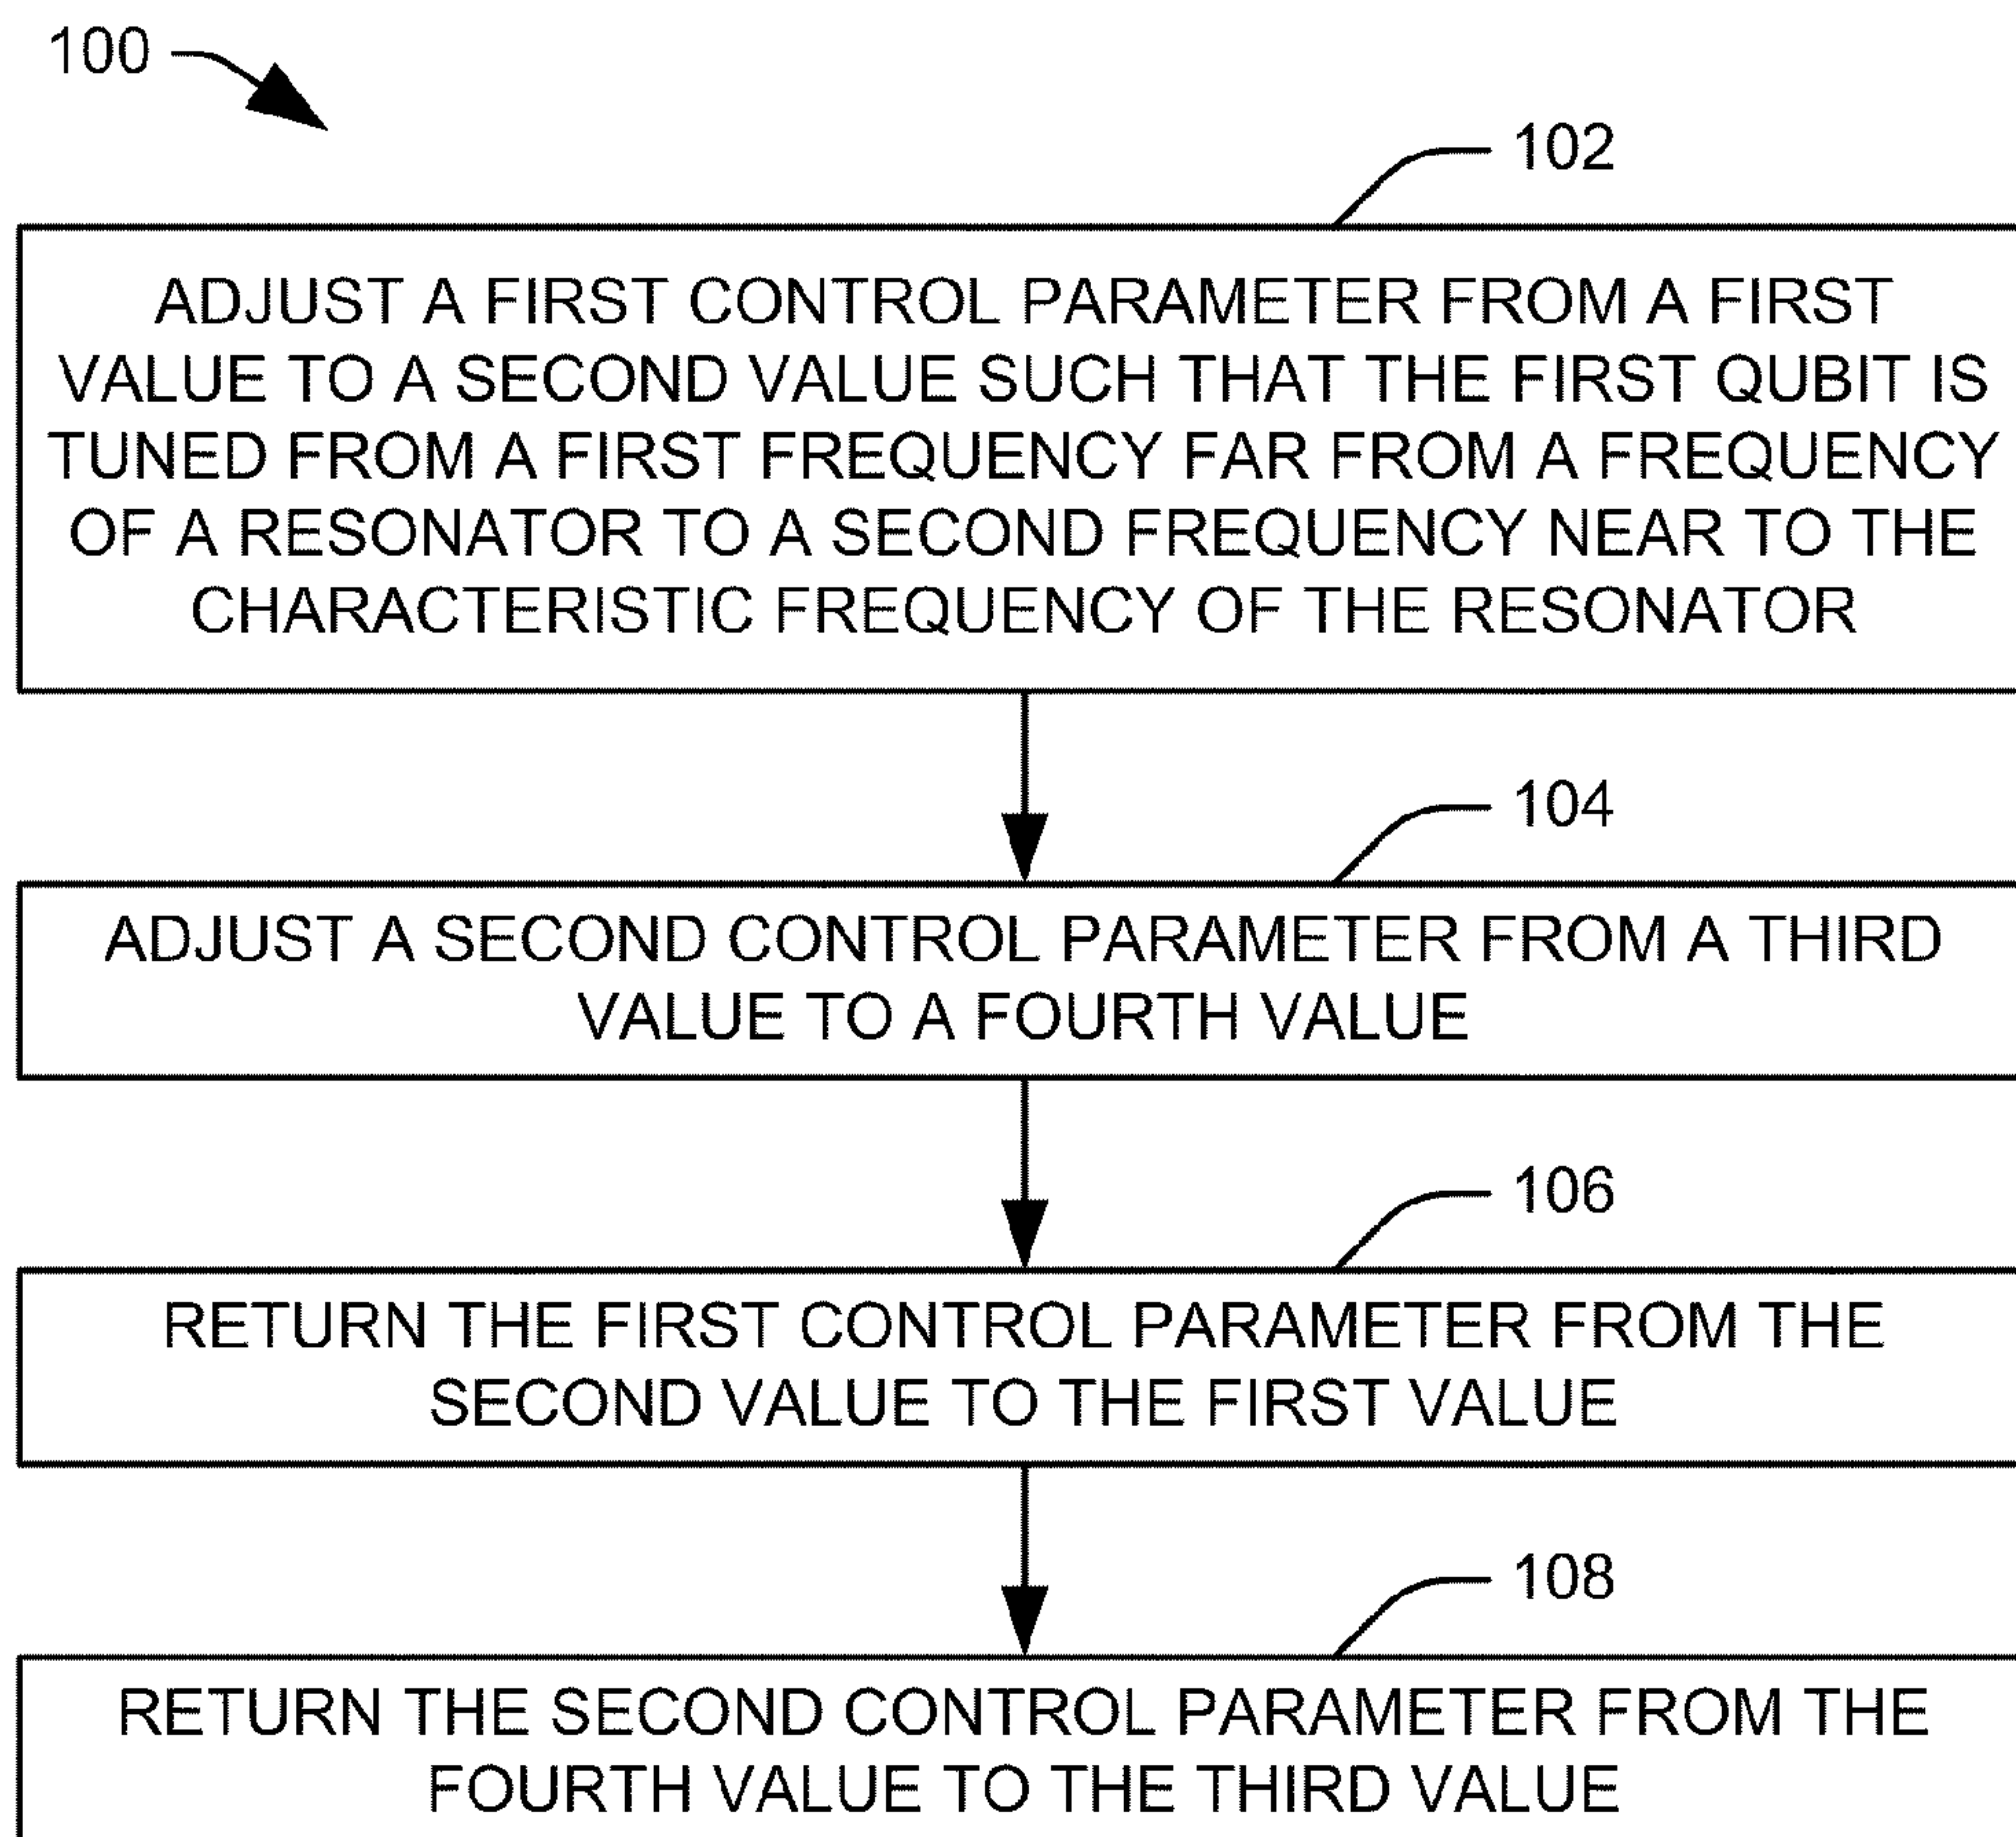 100
102
ADJUST A FIRST CONTROL PARAMETER FROM A FIRST
VALUE TO A SECOND VALUE SUCH THAT THE FIRST QUBIT IS
TUNED FROM A FIRST FREQUENCY FAR FROM A FREQUENCY
OF A RESONATOR TO A SECOND FREQUENCY NEAR TO THE
CHARACTERISTIC FREQUENCY OF THE RESONATOR
104
ADJUST A SECOND CONTROL PARAMETER FROM A THIRD
VALUE TO A FOURTH VALUE
106
RETURN THE FIRST CONTROL PARAMETER FROM THE
SECOND VALUE TO THE FIRST VALUE
108
RETURN THE SECOND CONTROL PARAMETER FROM THE
FOURTH VALUE TO THE THIRD VALUE